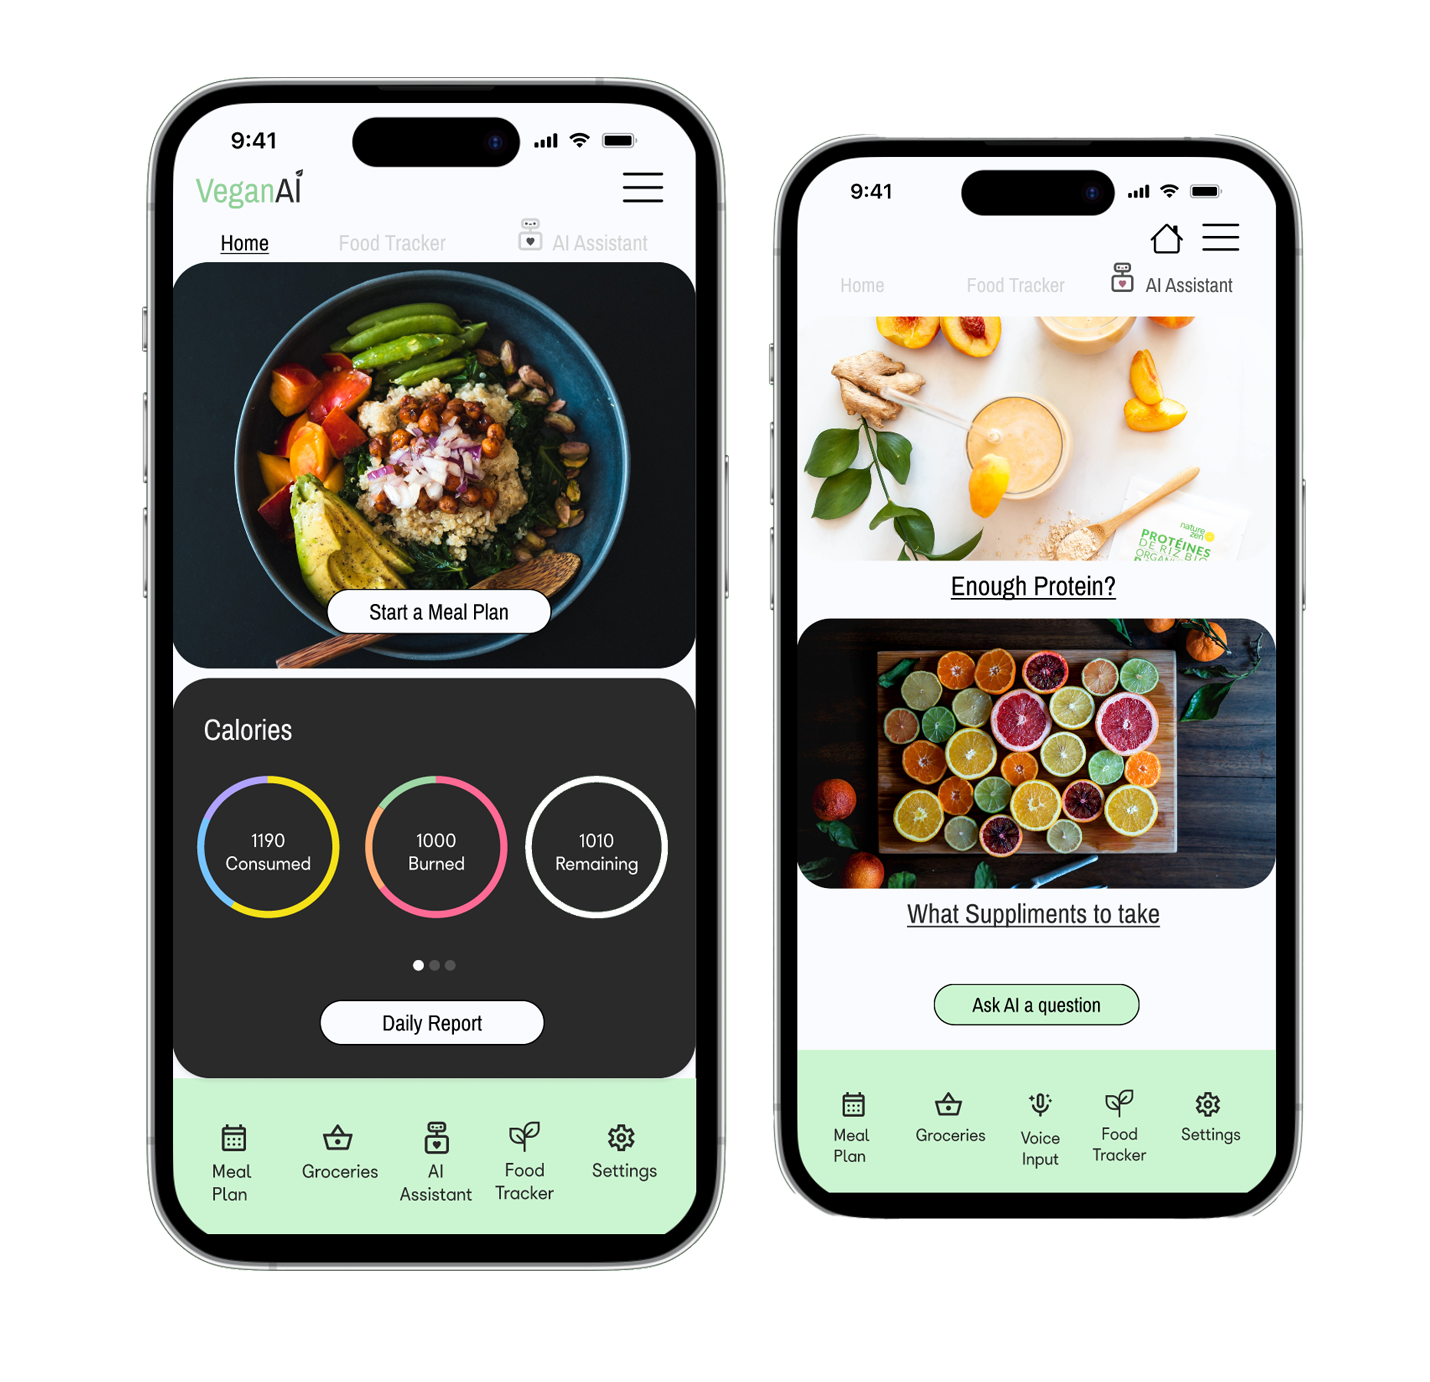 9:41
VeganAI
Home
Food Tracker
AI Assistant
Start a Meal Plan
Calories
1190
Consumed
1000
Burned
1010
Remaining
Daily Report
Meal
Plan
Groceries
AI
Assistant
Food
Tracker
Settings
9:41
Home
Food Tracker
AI Assistant
nature
zen
PROTÉINES
DE RIZ BIO
Enough Protein?
What Suppliments to take
Ask AI a question
Meal
Plan
Groceries
Voice
Input
Food
Tracker
Settings